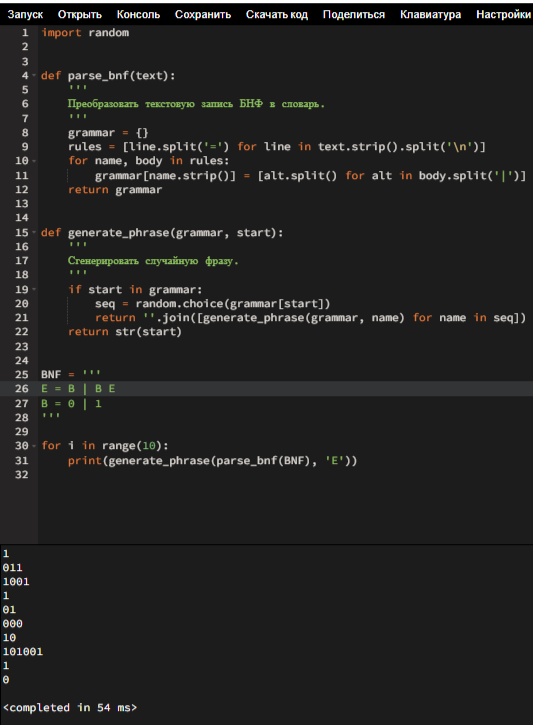 Запуск Открыть Консоль Сохранить Скачать код Поделиться Клавиатура Настройки
1 import random
2
3
4 def parse_bnf(text):
5     '''
6     Преобразовать текстовую запись БНФ в словарь.
7     '''
8     grammar = {}
9     rules = [line.split('=') for line in text.strip().split('\n')]
10     for name, body in rules:
11         grammar[name.strip()] = [alt.split() for alt in body.split('|')]
12     return grammar
13
14
15 def generate_phrase(grammar, start):
16     '''
17     Сгенерировать случайную фразу.
18     '''
19     if start in grammar:
20         seq = random.choice(grammar[start])
21         return ''.join([generate_phrase(grammar, name) for name in seq])
22     return str(start)
23
24
25 BNF = '''
26 E = B | B E
27 B = 0 | 1
28 '''
29
30 for i in range(10):
31     print(generate_phrase(parse_bnf(BNF), 'E'))
32
1
011
1001
1
01
000
10
101001
1
0
<completed in 54 ms>